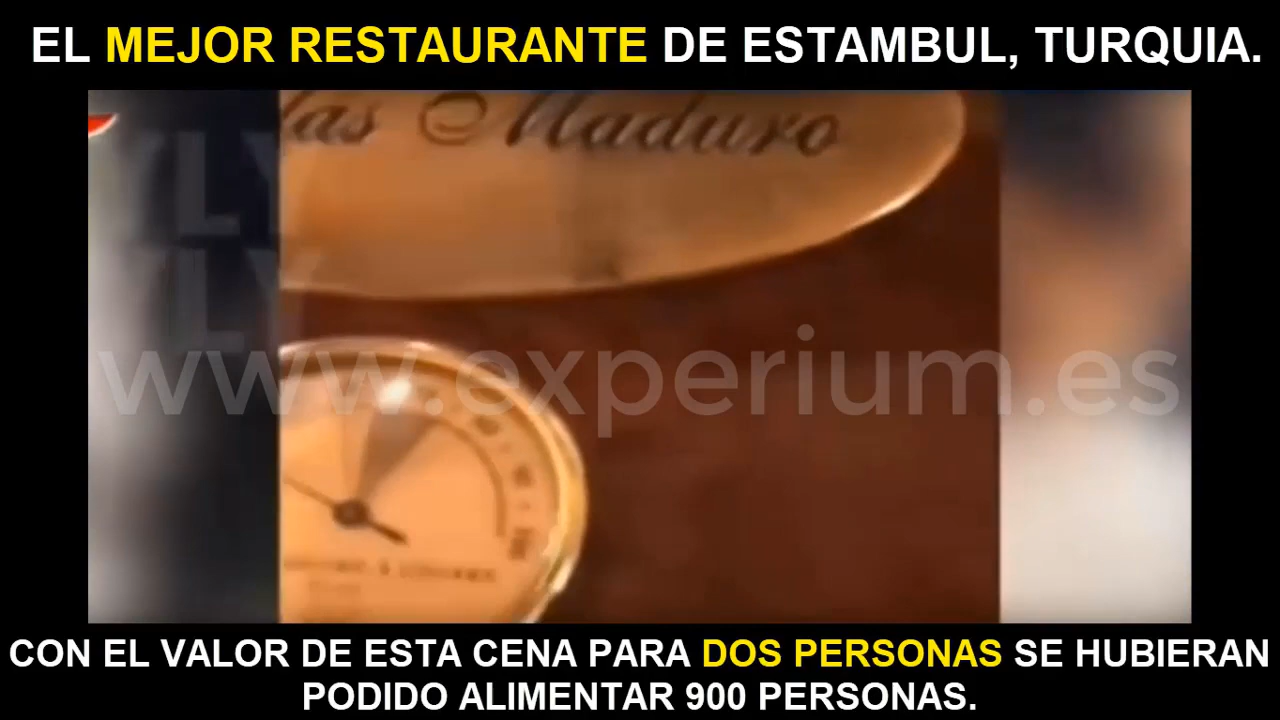 EL MEJOR RESTAURANTE DE ESTAMBUL, TURQUIA.
las Maduro
www.experium.es
CON EL VALOR DE ESTA CENA PARA DOS PERSONAS SE HUBIERAN
PODIDO ALIMENTAR 900 PERSONAS.